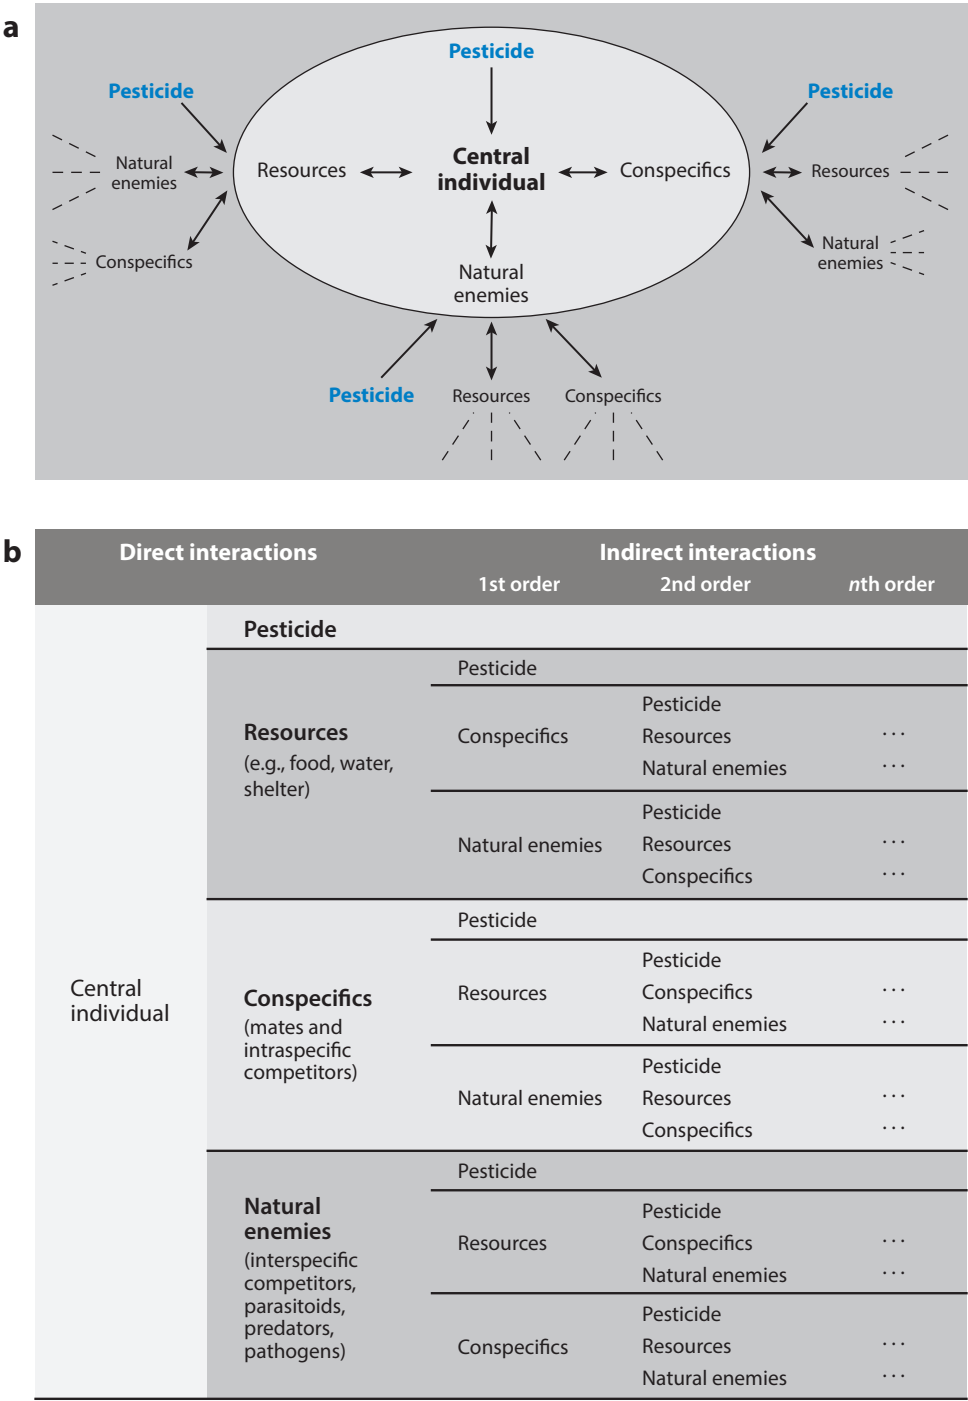 a
Pesticide
Pesticide
Pesticide
Natural
enemies
Resources
Central
individual
Conspecifics
Resources
Conspecifics
Natural
enemies
Natural
enemies
Pesticide
Resources
Conspecifics
b
Direct interactions
Indirect interactions
1st order
2nd order
nth order
Pesticide
Pesticide
Resources
(e.g., food, water,
shelter)
Conspecifics
Pesticide
Resources
...
Natural enemies
...
Natural enemies
Pesticide
Resources
...
Conspecifics
...
Central
individual
Conspecifics
(mates and
intraspecific
competitors)
Pesticide
Resources
Pesticide
Conspecifics
...
Natural enemies
...
Natural enemies
Pesticide
Resources
...
Conspecifics
...
Natural
enemies
(interspecific
competitors,
parasitoids,
predators,
pathogens)
Pesticide
Resources
Pesticide
Conspecifics
...
Natural enemies
...
Conspecifics
Pesticide
Resources
...
Natural enemies
...